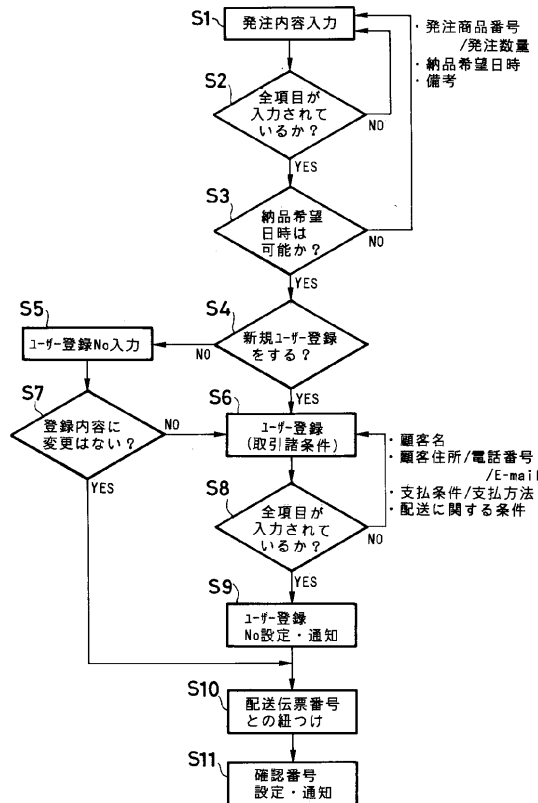 S1
発注内容入力
・発注商品番号
/発注数量
・納品希望日時
・備考
S2
全項目が
入力されて
いるか？
NO
YES
S3
納品希望
日時は
可能か？
NO
YES
S4
新規ユーザー登録
をする？
NO
YES
S5
ユーザー登録No入力
S7
登録内容に
変更はない？
NO
YES
S6
ユーザー登録
(取引諸条件)
・顧客名
・顧客住所/電話番号
/E-mail
・支払条件/支払方法
・配送に関する条件
S8
全項目が
入力されて
いるか？
NO
YES
S9
ユーザー登録
No設定・通知
S10
配送伝票番号
との紐つけ
S11
確認番号
設定・通知